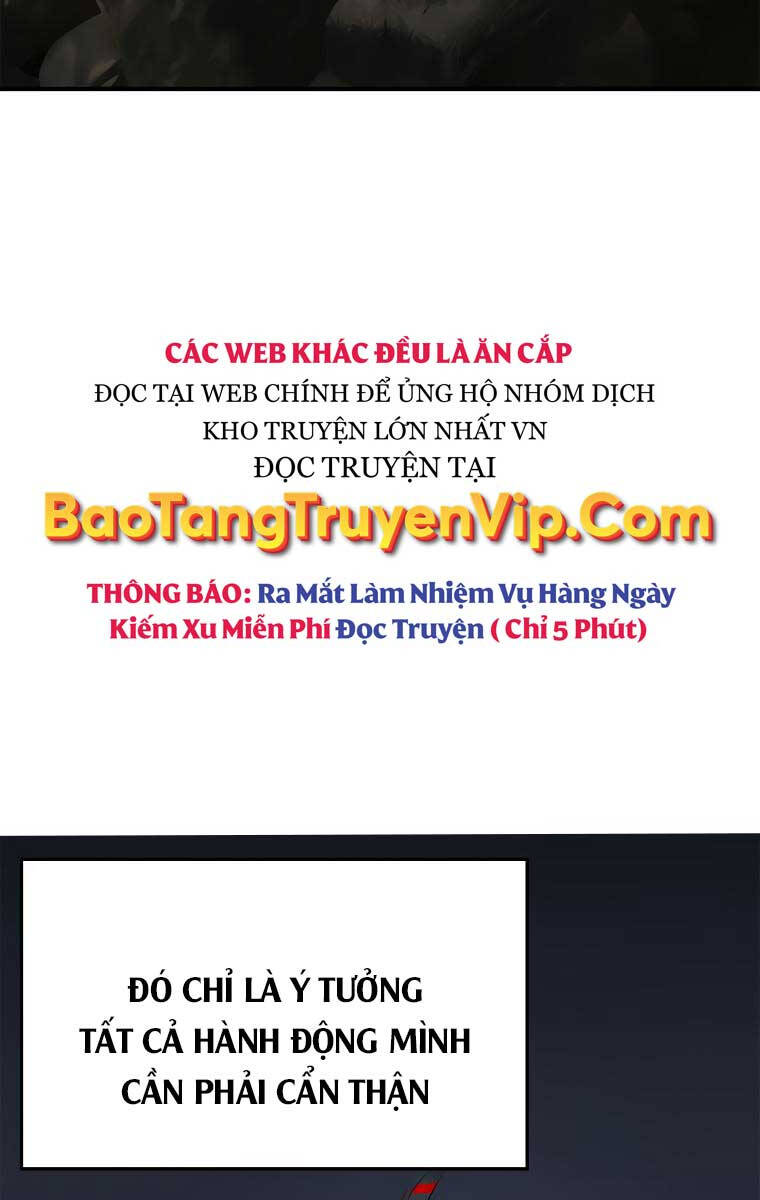 CÁC WEB KHÁC ĐỀU LÀ ĂN CẮP
ĐỌC TẠI WEB CHÍNH ĐỂ ỦNG HỘ NHÓM DỊCH
KHO TRUYỆN LỚN NHẤT VN
ĐỌC TRUYỆN TẠI
BaoTangTruyenVip.Com
THÔNG BÁO: Ra Mắt Làm Nhiệm Vụ Hàng Ngày
Kiếm Xu Miễn Phí Đọc Truyện ( Chỉ 5 Phút)
ĐÓ CHỈ LÀ Ý TƯỞNG
TẤT CẢ HÀNH ĐỘNG MÌNH
CẦN PHẢI CẨN THẬN